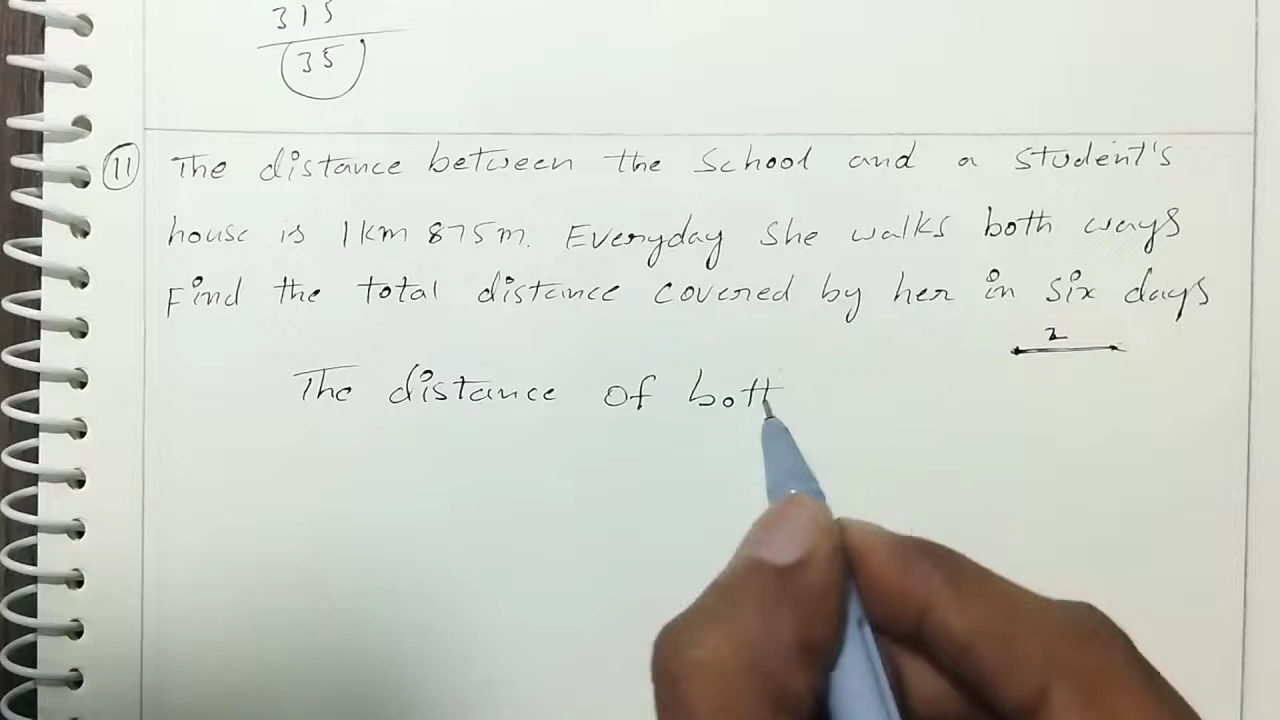 315
35
11 The distance between the School and a student's
house is 1km 875m. Everyday She walks both ways
Find the total distance covered by her in six days
2
The distance of bott